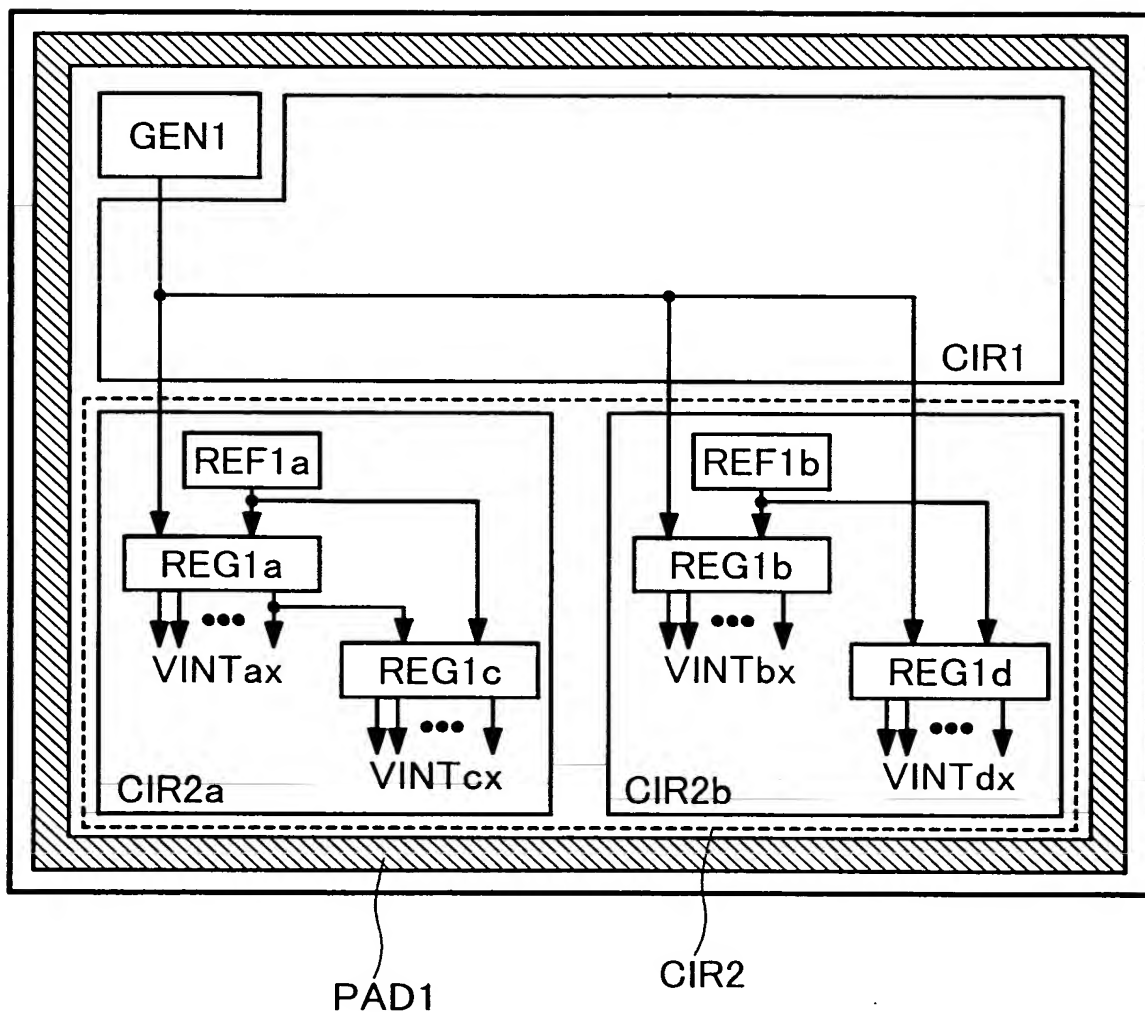 GEN1
CIR1
REF1a
REF1b
REG1a
REG1b
VINTax
VINTbx
REG1c
REG1d
VINTcx
VINTdx
CIR2a
CIR2b
CIR2
PAD1